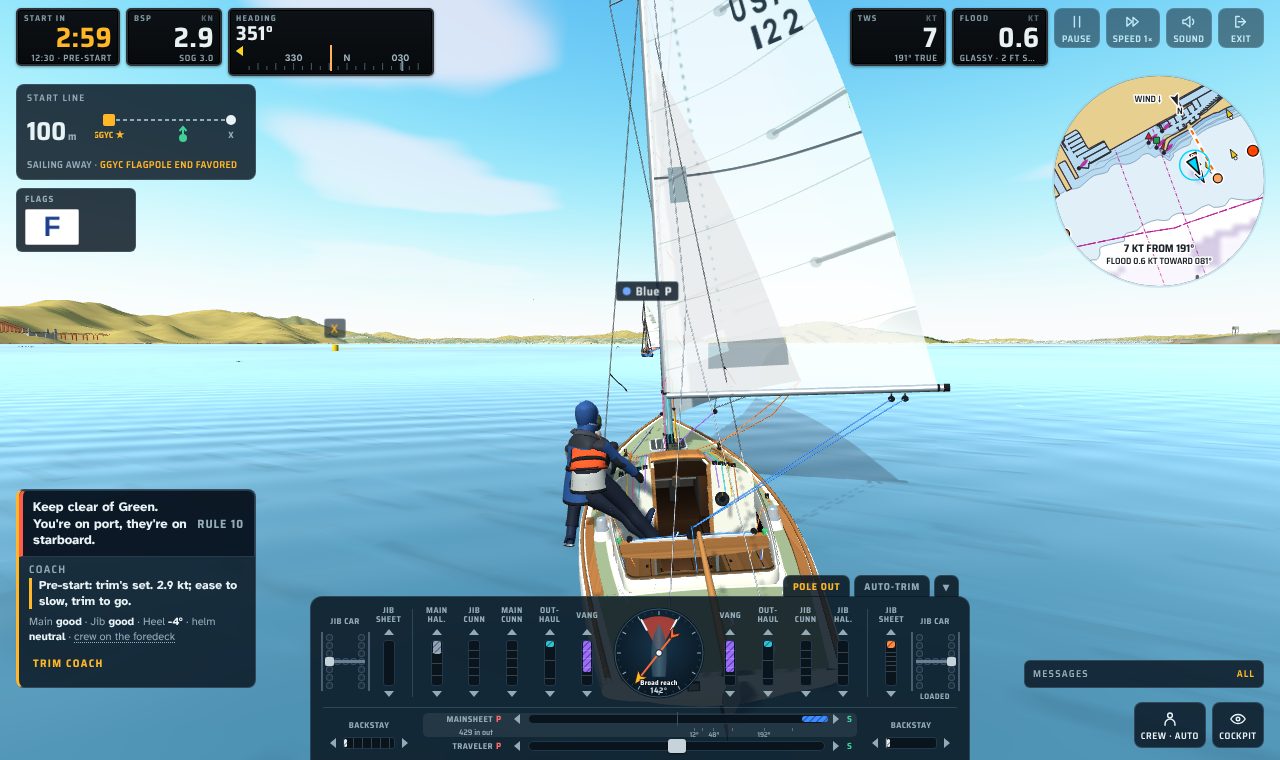 START IN
2:59
12:30 · PRE-START
BSP KN
2.9
SOG 3.0
HEADING
351°
330 N 030
TWS KT
7
191° TRUE
FLOOD KT
0.6
GLASSY · 2 FT S...
PAUSE
SPEED 1×
SOUND
EXIT
122
START LINE
100 m
GGYC ★ X
SAILING AWAY · GGYC FLAGPOLE END FAVORED
FLAGS
F
WIND ↓
N
7 KT FROM 191°
FLOOD 0.6 KT TOWARD 081°
Blue P
X
Keep clear of Green.
You're on port, they're on
starboard.
RULE 10
COACH
Pre-start: trim's set. 2.9 kt; ease to
slow, trim to go.
Main good · Jib good · Heel -4° · helm
neutral · crew on the foredeck
TRIM COACH
POLE OUT
AUTO-TRIM
▼
JIB CAR
JIB SHEET
MAIN HAL.
JIB CUNN
MAIN CUNN
OUT-HAUL
VANG
Broad reach
142°
VANG
OUT-HAUL
JIB CUNN
JIB HAL.
JIB SHEET
JIB CAR
LOADED
BACKSTAY
MAINSHEET P S
429 in out
12° 48° 192°
TRAVELER P S
BACKSTAY
MESSAGES ALL
CREW · AUTO
COCKPIT